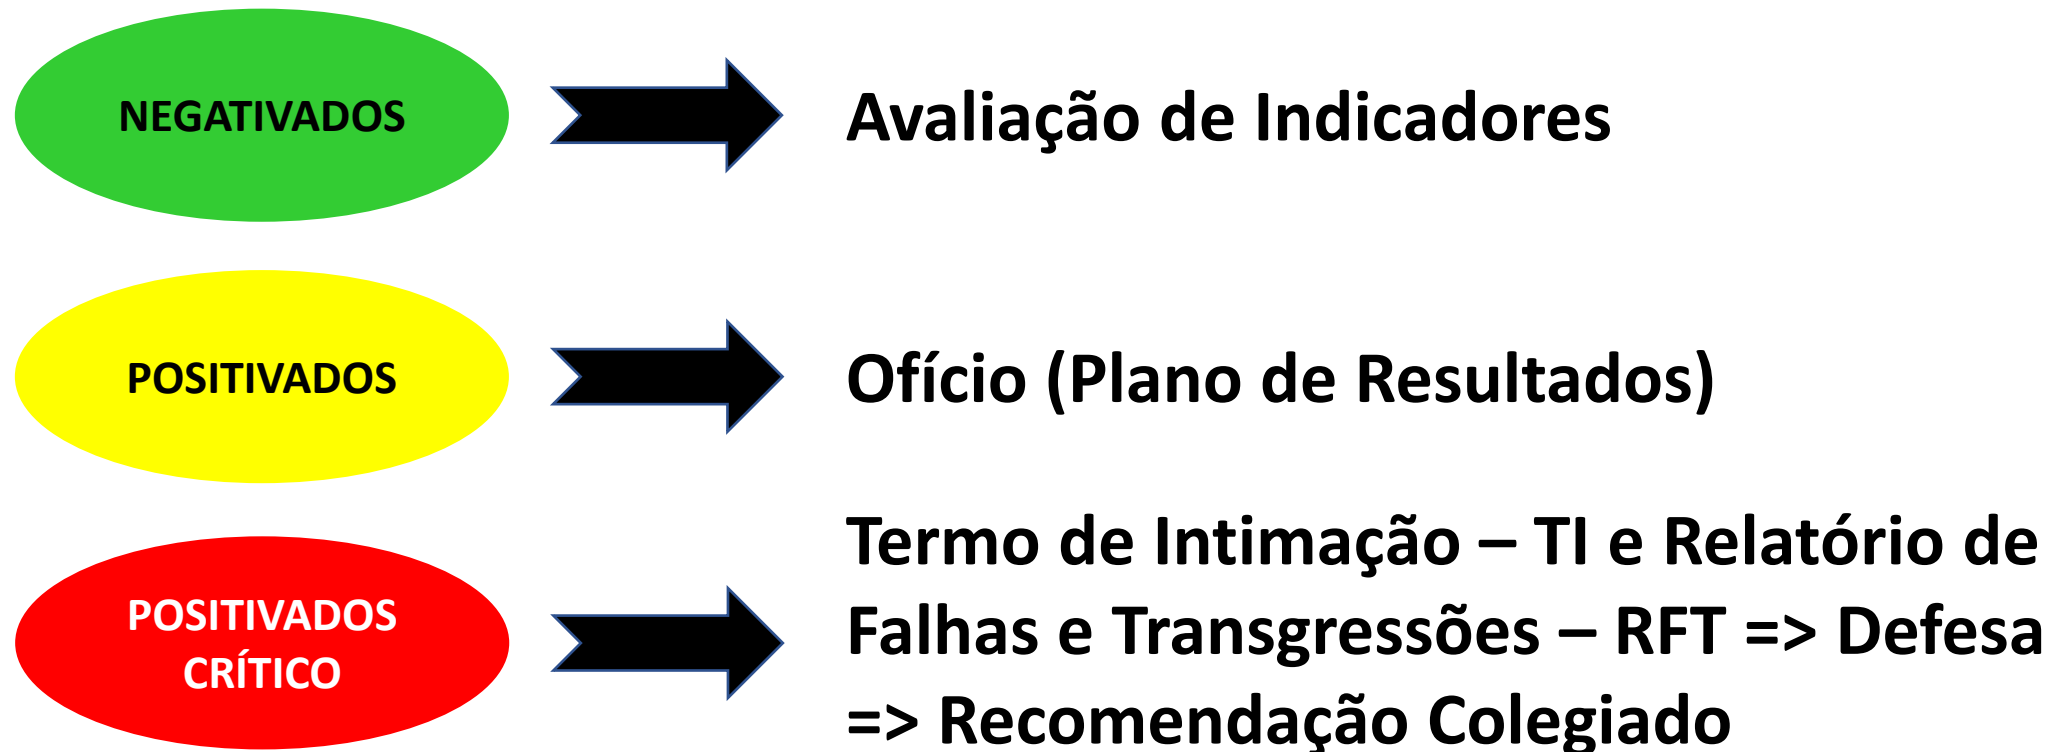 NEGATIVADOS
Avaliação de Indicadores
POSITIVADOS
Ofício (Plano de Resultados)
POSITIVADOS
CRÍTICO
Termo de Intimação – TI e Relatório de
Falhas e Transgressões – RFT => Defesa
=> Recomendação Colegiado